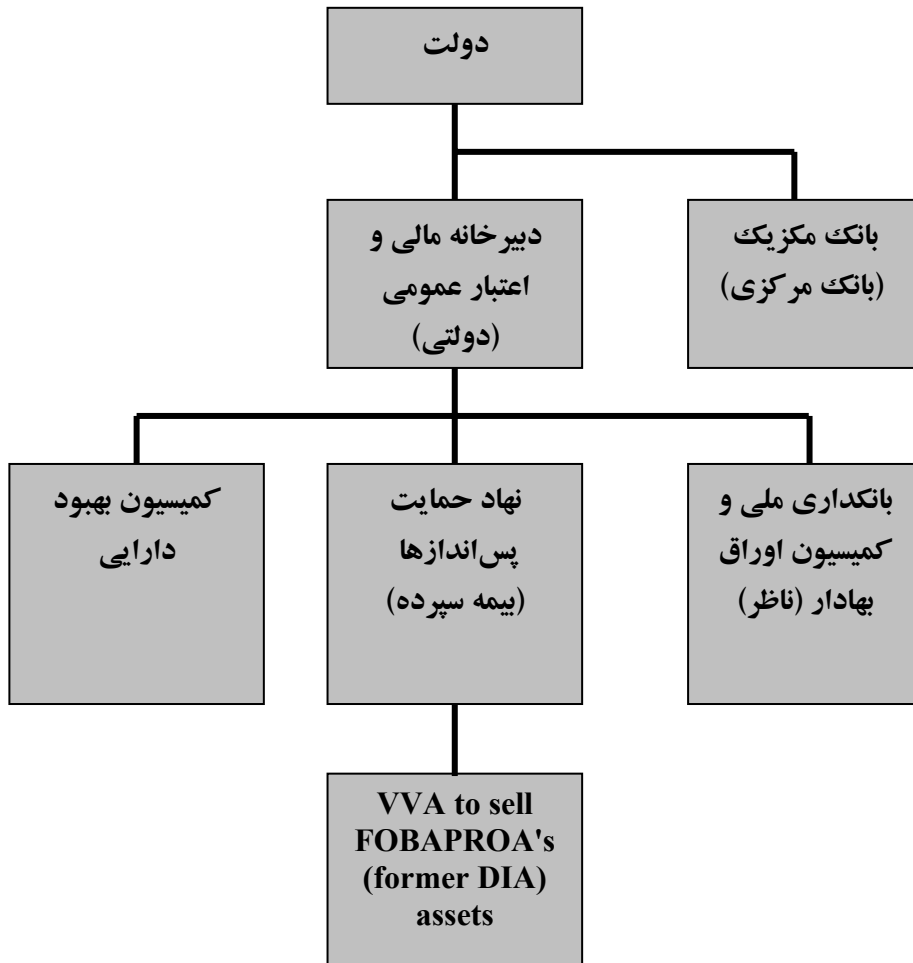 دولت
دبیرخانه مالی و
اعتبار عمومی
(دولتی)
بانک مکزیک
(بانک مرکزی)
کمیسیون بهبود
دارایی
نهاد حمایت
پس‌اندازها
(بیمه سپرده)
بانکداری ملی و
کمیسیون اوراق
بهادار (ناظر)
VVA to sell
FOBAPROA's
(former DIA)
assets